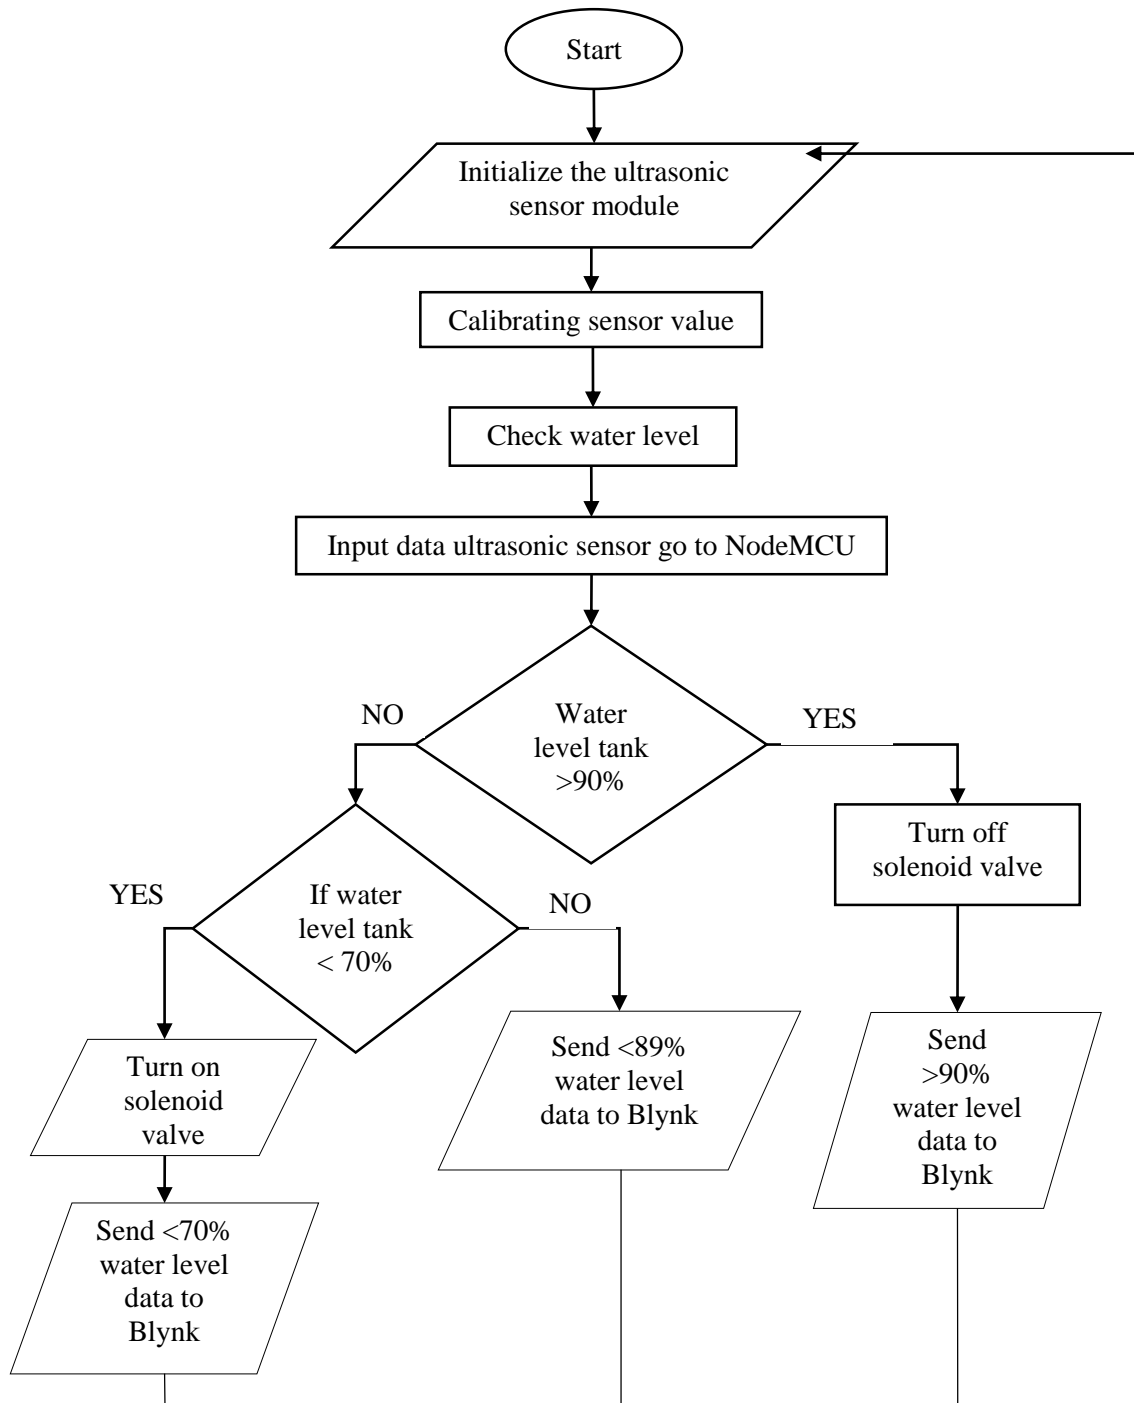 Start
Initialize the ultrasonic
sensor module
Calibrating sensor value
Check water level
Input data ultrasonic sensor go to NodeMCU
NO
Water
level tank
>90%
YES
Turn off
solenoid valve
YES
If water
level tank
< 70%
NO
Turn on
solenoid
valve
Send <89%
water level
data to Blynk
Send
>90%
water level
data to
Blynk
Send <70%
water level
data to
Blynk